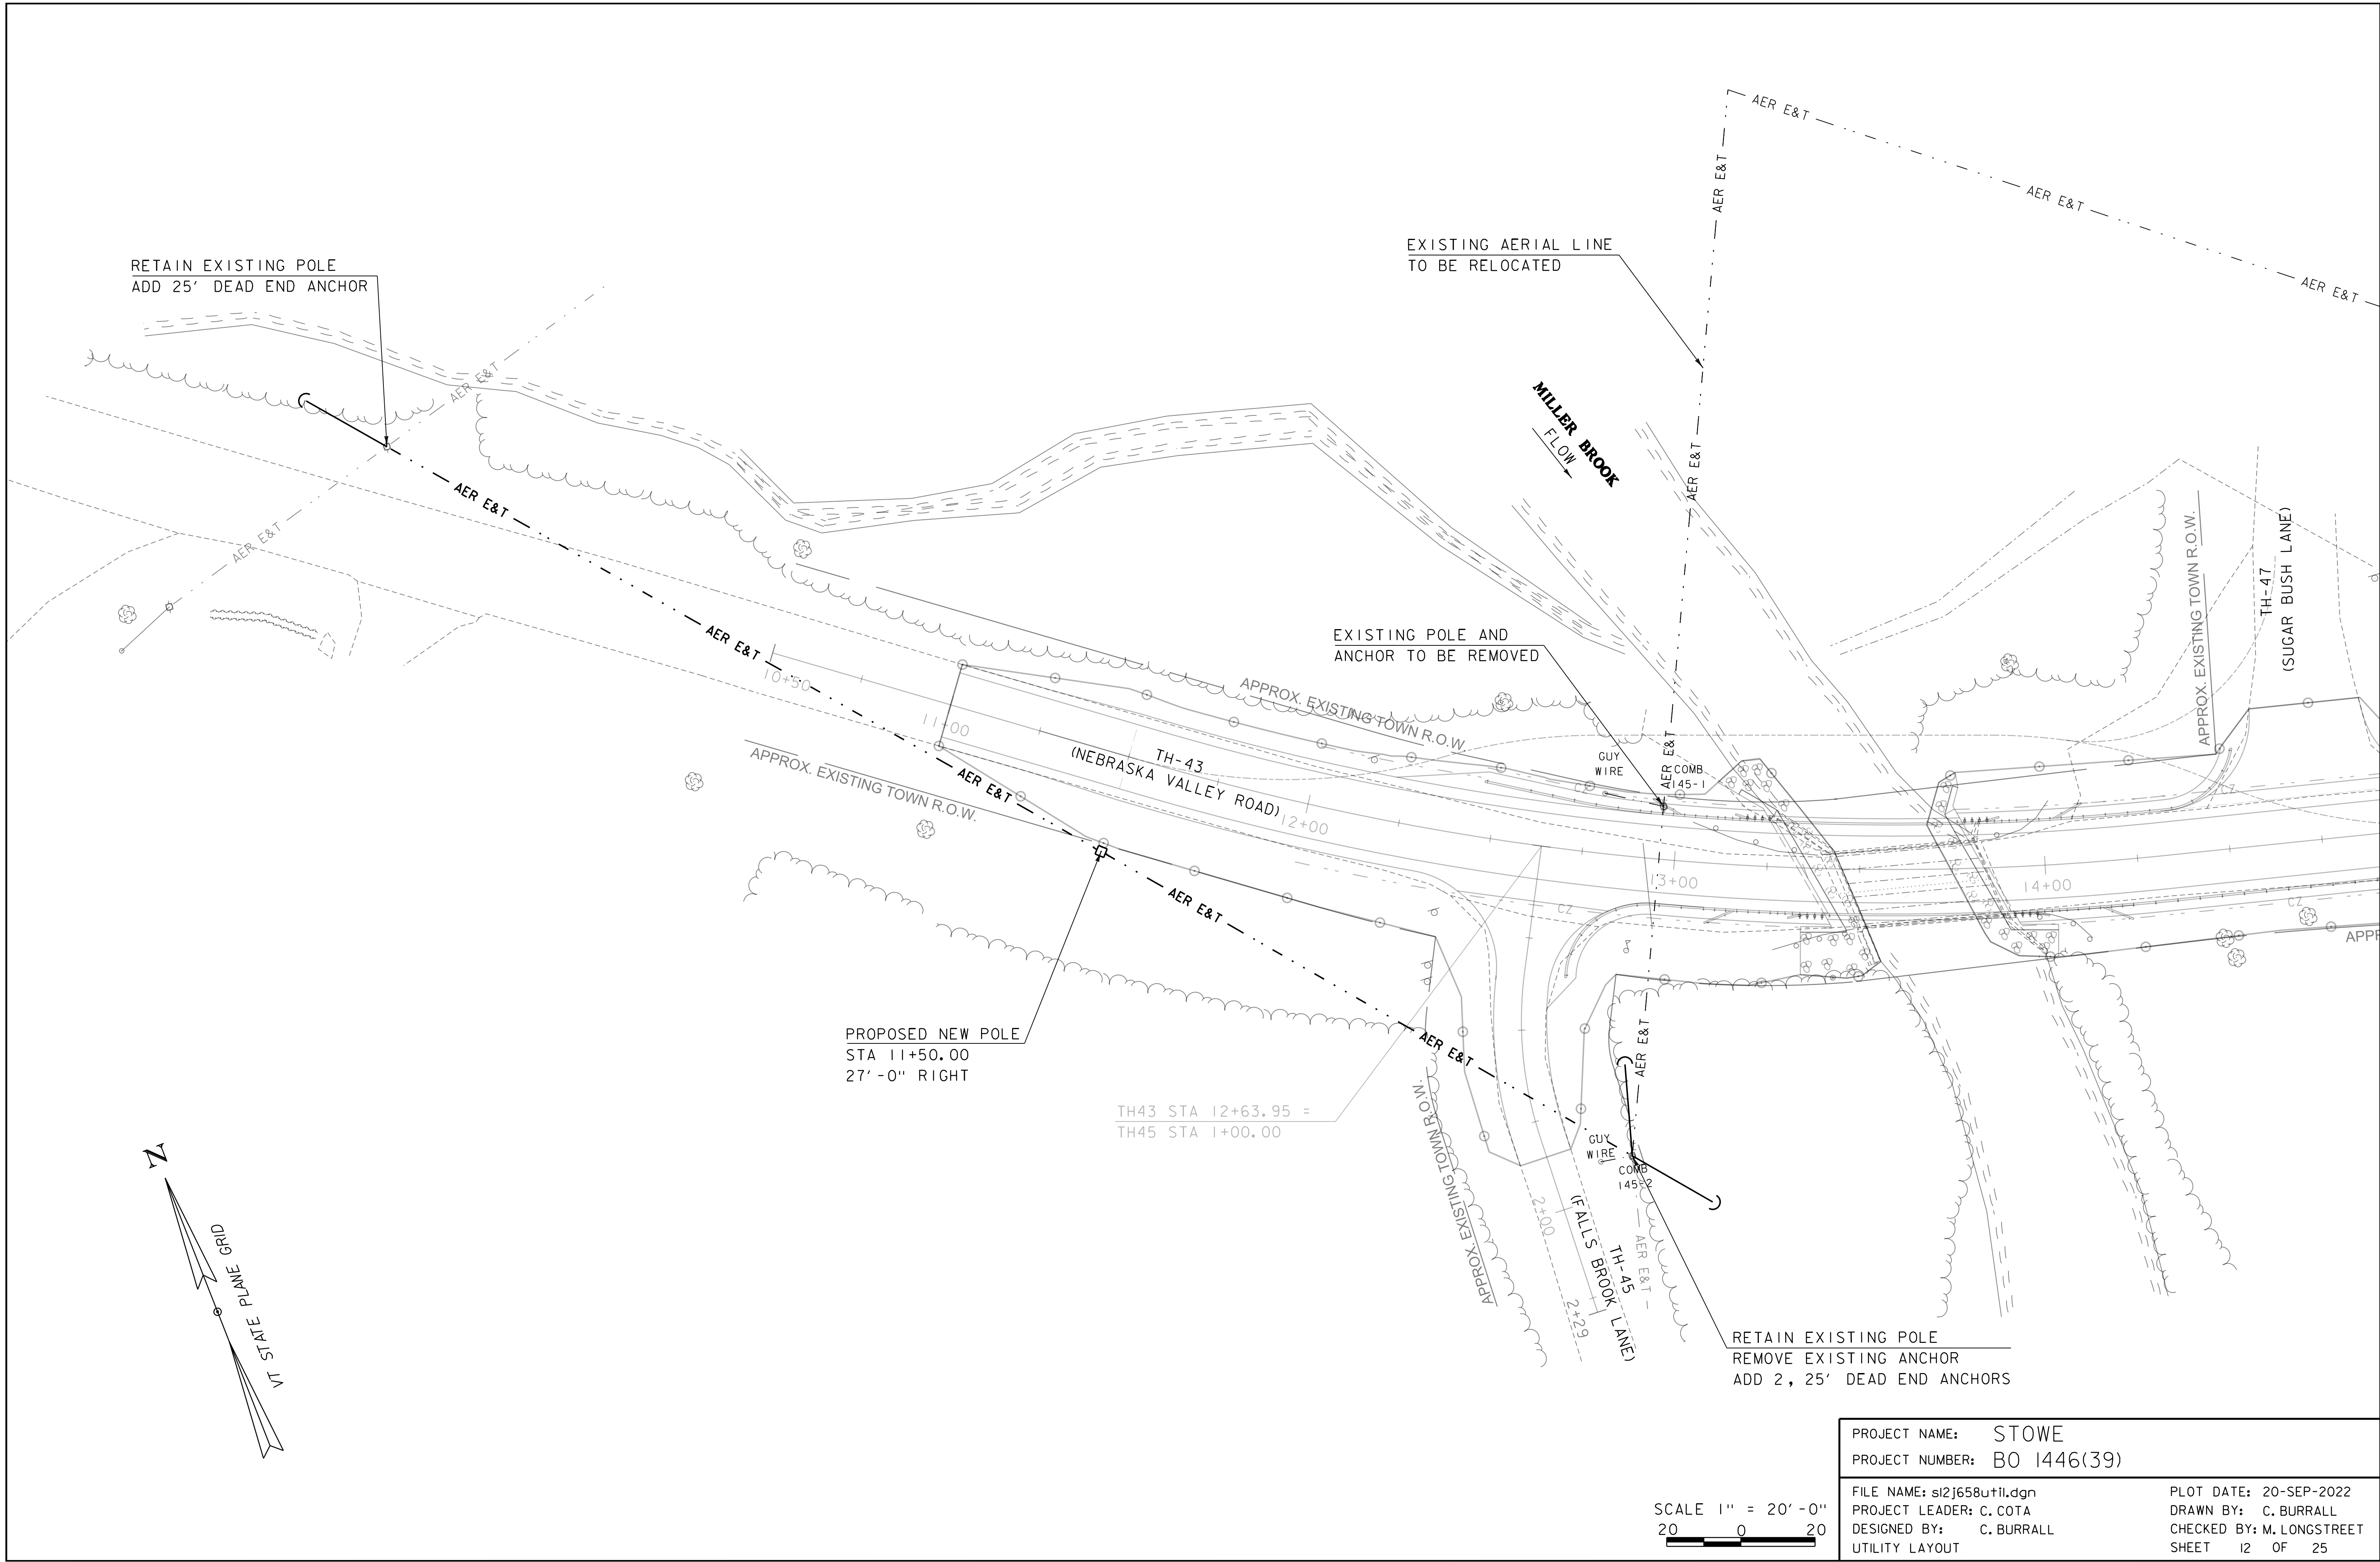 AER E&T
AER E&T
AER E&T
AER E&T
EXISTING AERIAL LINE
TO BE RELOCATED
RETAIN EXISTING POLE
ADD 25' DEAD END ANCHOR
AER E&T
MILLER BROOK
FLOW
AER E&T
AER E&T
AER E&T
APPROX. EXISTING TOWN R.O.W.
TH-47
(SUGAR BUSH LANE)
AER E&T
EXISTING POLE AND
ANCHOR TO BE REMOVED
10+50
11+00
APPROX. EXISTING TOWN R.O.W.
TH-43
(NEBRASKA VALLEY ROAD)
12+00
GUY
WIRE
AER E&T
COMB
145-1
APPROX. EXISTING TOWN R.O.W.
AER E&T
13+00
14+00
AER E&T
CZ
CZ
APPR
PROPOSED NEW POLE
STA 11+50.00
27'-0" RIGHT
AER E&T
AER E&T
TH43 STA 12+63.95 =
TH45 STA 1+00.00
APPROX. EXISTING TOWN R.O.W.
GUY
WIRE
COMB
145-2
2+00
2+29
TH-45
(FALLS BROOK LANE)
AER E&T
N
VT STATE PLANE GRID
RETAIN EXISTING POLE
REMOVE EXISTING ANCHOR
ADD 2, 25' DEAD END ANCHORS
SCALE 1" = 20'-0"
20 0 20
PROJECT NAME: STOWE
PROJECT NUMBER: BO 1446(39)
FILE NAME: s12j658util.dgn PLOT DATE: 20-SEP-2022
PROJECT LEADER: C. COTA DRAWN BY: C. BURRALL
DESIGNED BY: C. BURRALL CHECKED BY: M. LONGSTREET
UTILITY LAYOUT SHEET 12 OF 25